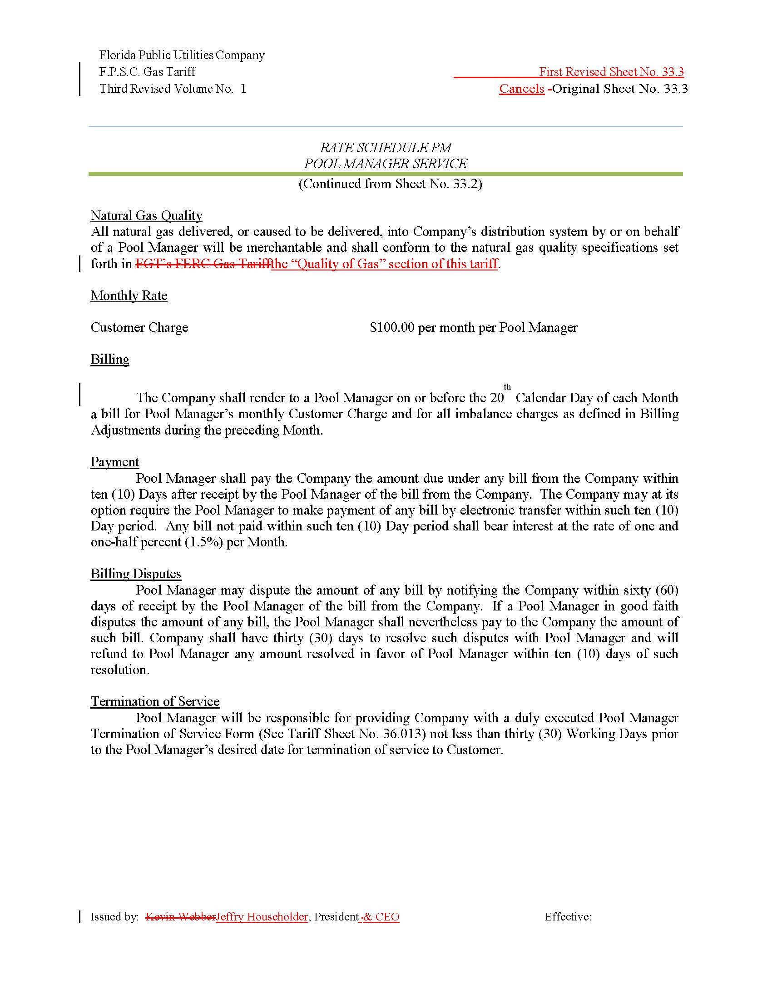 Florida Public Utilities Company
F.P.S.C. Gas Tariff
First Revised Sheet No. 33.3
Third Revised Volume No. 1
Cancels -Original Sheet No. 33.3
RATE SCHEDULE PM
POOL MANAGER SERVICE
(Continued from Sheet No. 33.2)
Natural Gas Quality
All natural gas delivered, or caused to be delivered, into Company’s distribution system by or on behalf
of a Pool Manager will be merchantable and shall conform to the natural gas quality specifications set
forth in FGT’s FERC Gas Tariffthe “Quality of Gas” section of this tariff.
Monthly Rate
Customer Charge $100.00 per month per Pool Manager
Billing
The Company shall render to a Pool Manager on or before the 20th Calendar Day of each Month
a bill for Pool Manager’s monthly Customer Charge and for all imbalance charges as defined in Billing
Adjustments during the preceding Month.
Payment
Pool Manager shall pay the Company the amount due under any bill from the Company within
ten (10) Days after receipt by the Pool Manager of the bill from the Company. The Company may at its
option require the Pool Manager to make payment of any bill by electronic transfer within such ten (10)
Day period. Any bill not paid within such ten (10) Day period shall bear interest at the rate of one and
one-half percent (1.5%) per Month.
Billing Disputes
Pool Manager may dispute the amount of any bill by notifying the Company within sixty (60)
days of receipt by the Pool Manager of the bill from the Company. If a Pool Manager in good faith
disputes the amount of any bill, the Pool Manager shall nevertheless pay to the Company the amount of
such bill. Company shall have thirty (30) days to resolve such disputes with Pool Manager and will
refund to Pool Manager any amount resolved in favor of Pool Manager within ten (10) days of such
resolution.
Termination of Service
Pool Manager will be responsible for providing Company with a duly executed Pool Manager
Termination of Service Form (See Tariff Sheet No. 36.013) not less than thirty (30) Working Days prior
to the Pool Manager’s desired date for termination of service to Customer.
Issued by: Kevin WebberJeffry Householder, President & CEO Effective: